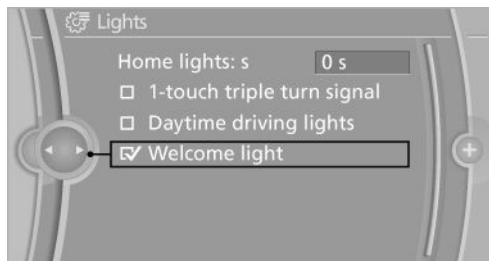 Lights
Home lights: s 0 s
1-touch triple turn signal
Daytime driving lights
Welcome light